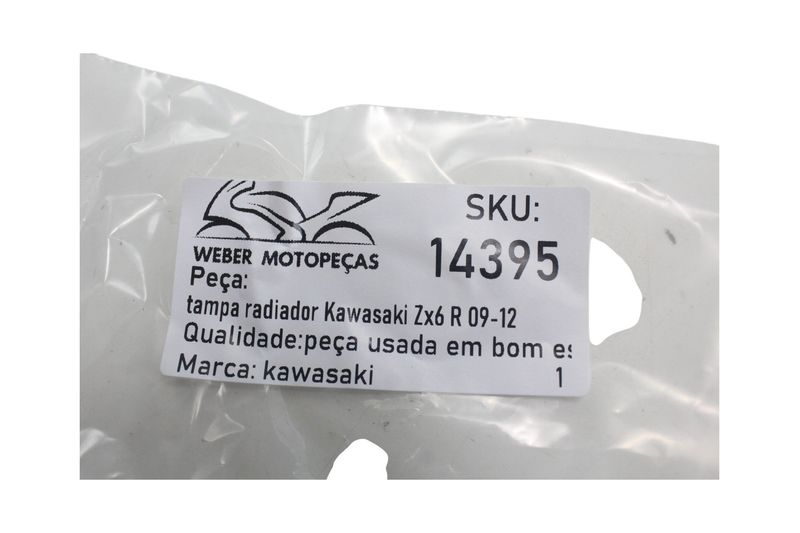 SKU:
WEBER MOTOPEÇAS
14395
Peça:
tampa radiador Kawasaki Zx6 R 09-12
Qualidade:peça usada em bom es
Marca: kawasaki 1